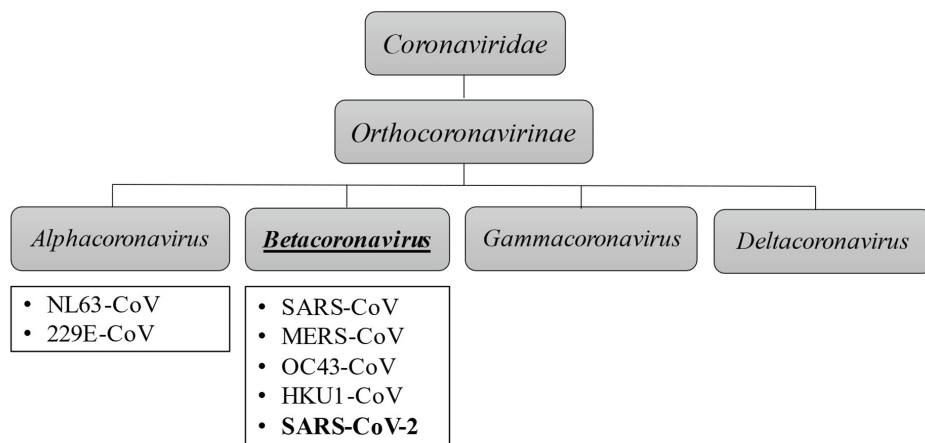 Coronaviridae
Orthocoronavirinae
Alphacoronavirus
Betacoronavirus
Gammacoronavirus
Deltacoronavirus
• NL63-CoV
• 229E-CoV
• SARS-CoV
• MERS-CoV
• OC43-CoV
• HKU1-CoV
• SARS-CoV-2